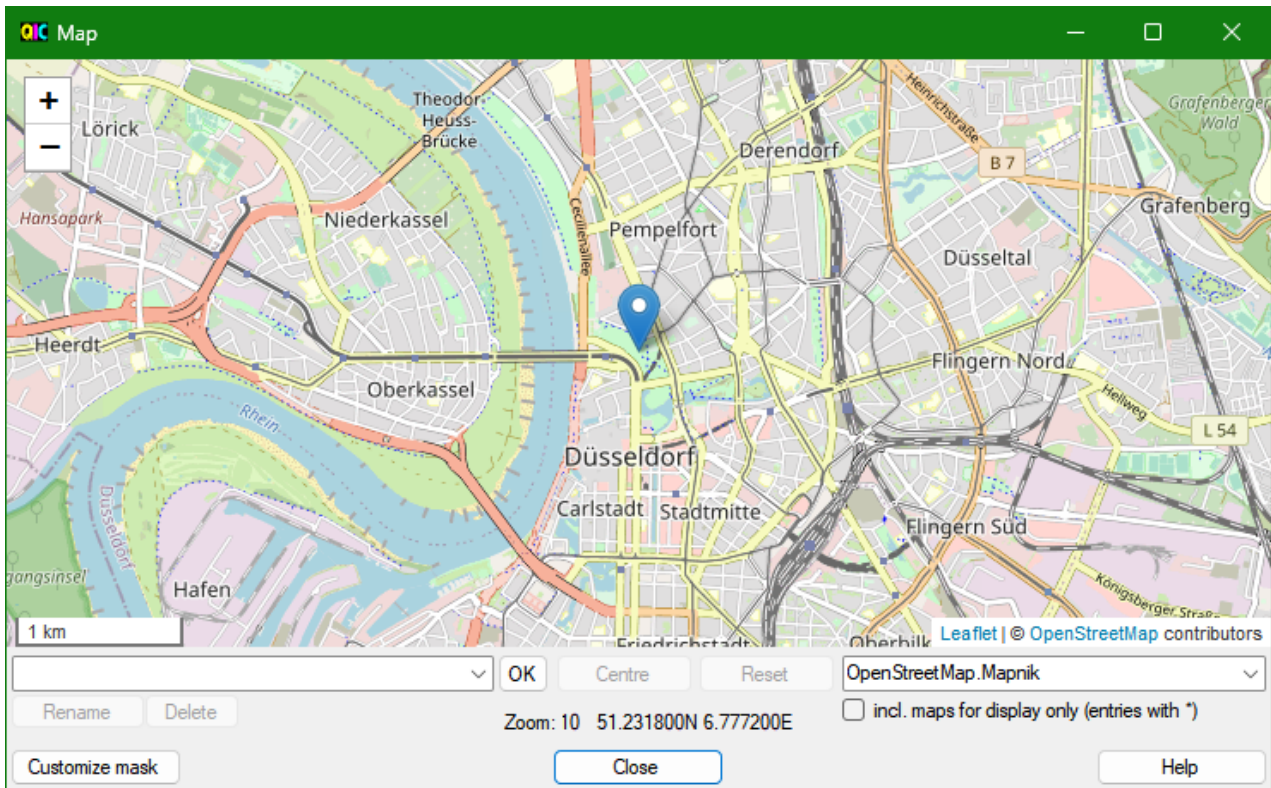 Map
+
−
Lörick
Theodor-
Heuss-
Brücke
Heinrichstraße
Grafenberger
Wald
Derendorf
B 7
Hansapark
Niederkassel
Cecilienallee
Pempelfort
Grafenberg
Düsseltal
Heerdt
Oberkassel
Flingern Nord
Hellweg
Rhein
L 54
Düsseldorf
Düsseldorf
Carlstadt
Stadtmitte
Flingern Süd
gangsinsel
Hafen
Königsberger Straß
1 km
Friedrichstadt
Oberbilk
Leaflet | © OpenStreetMap contributors
OK
Centre
Reset
OpenStreetMap.Mapnik
Rename
Delete
Zoom: 10 51.231800N 6.777200E
incl. maps for display only (entries with *)
Customize mask
Close
Help